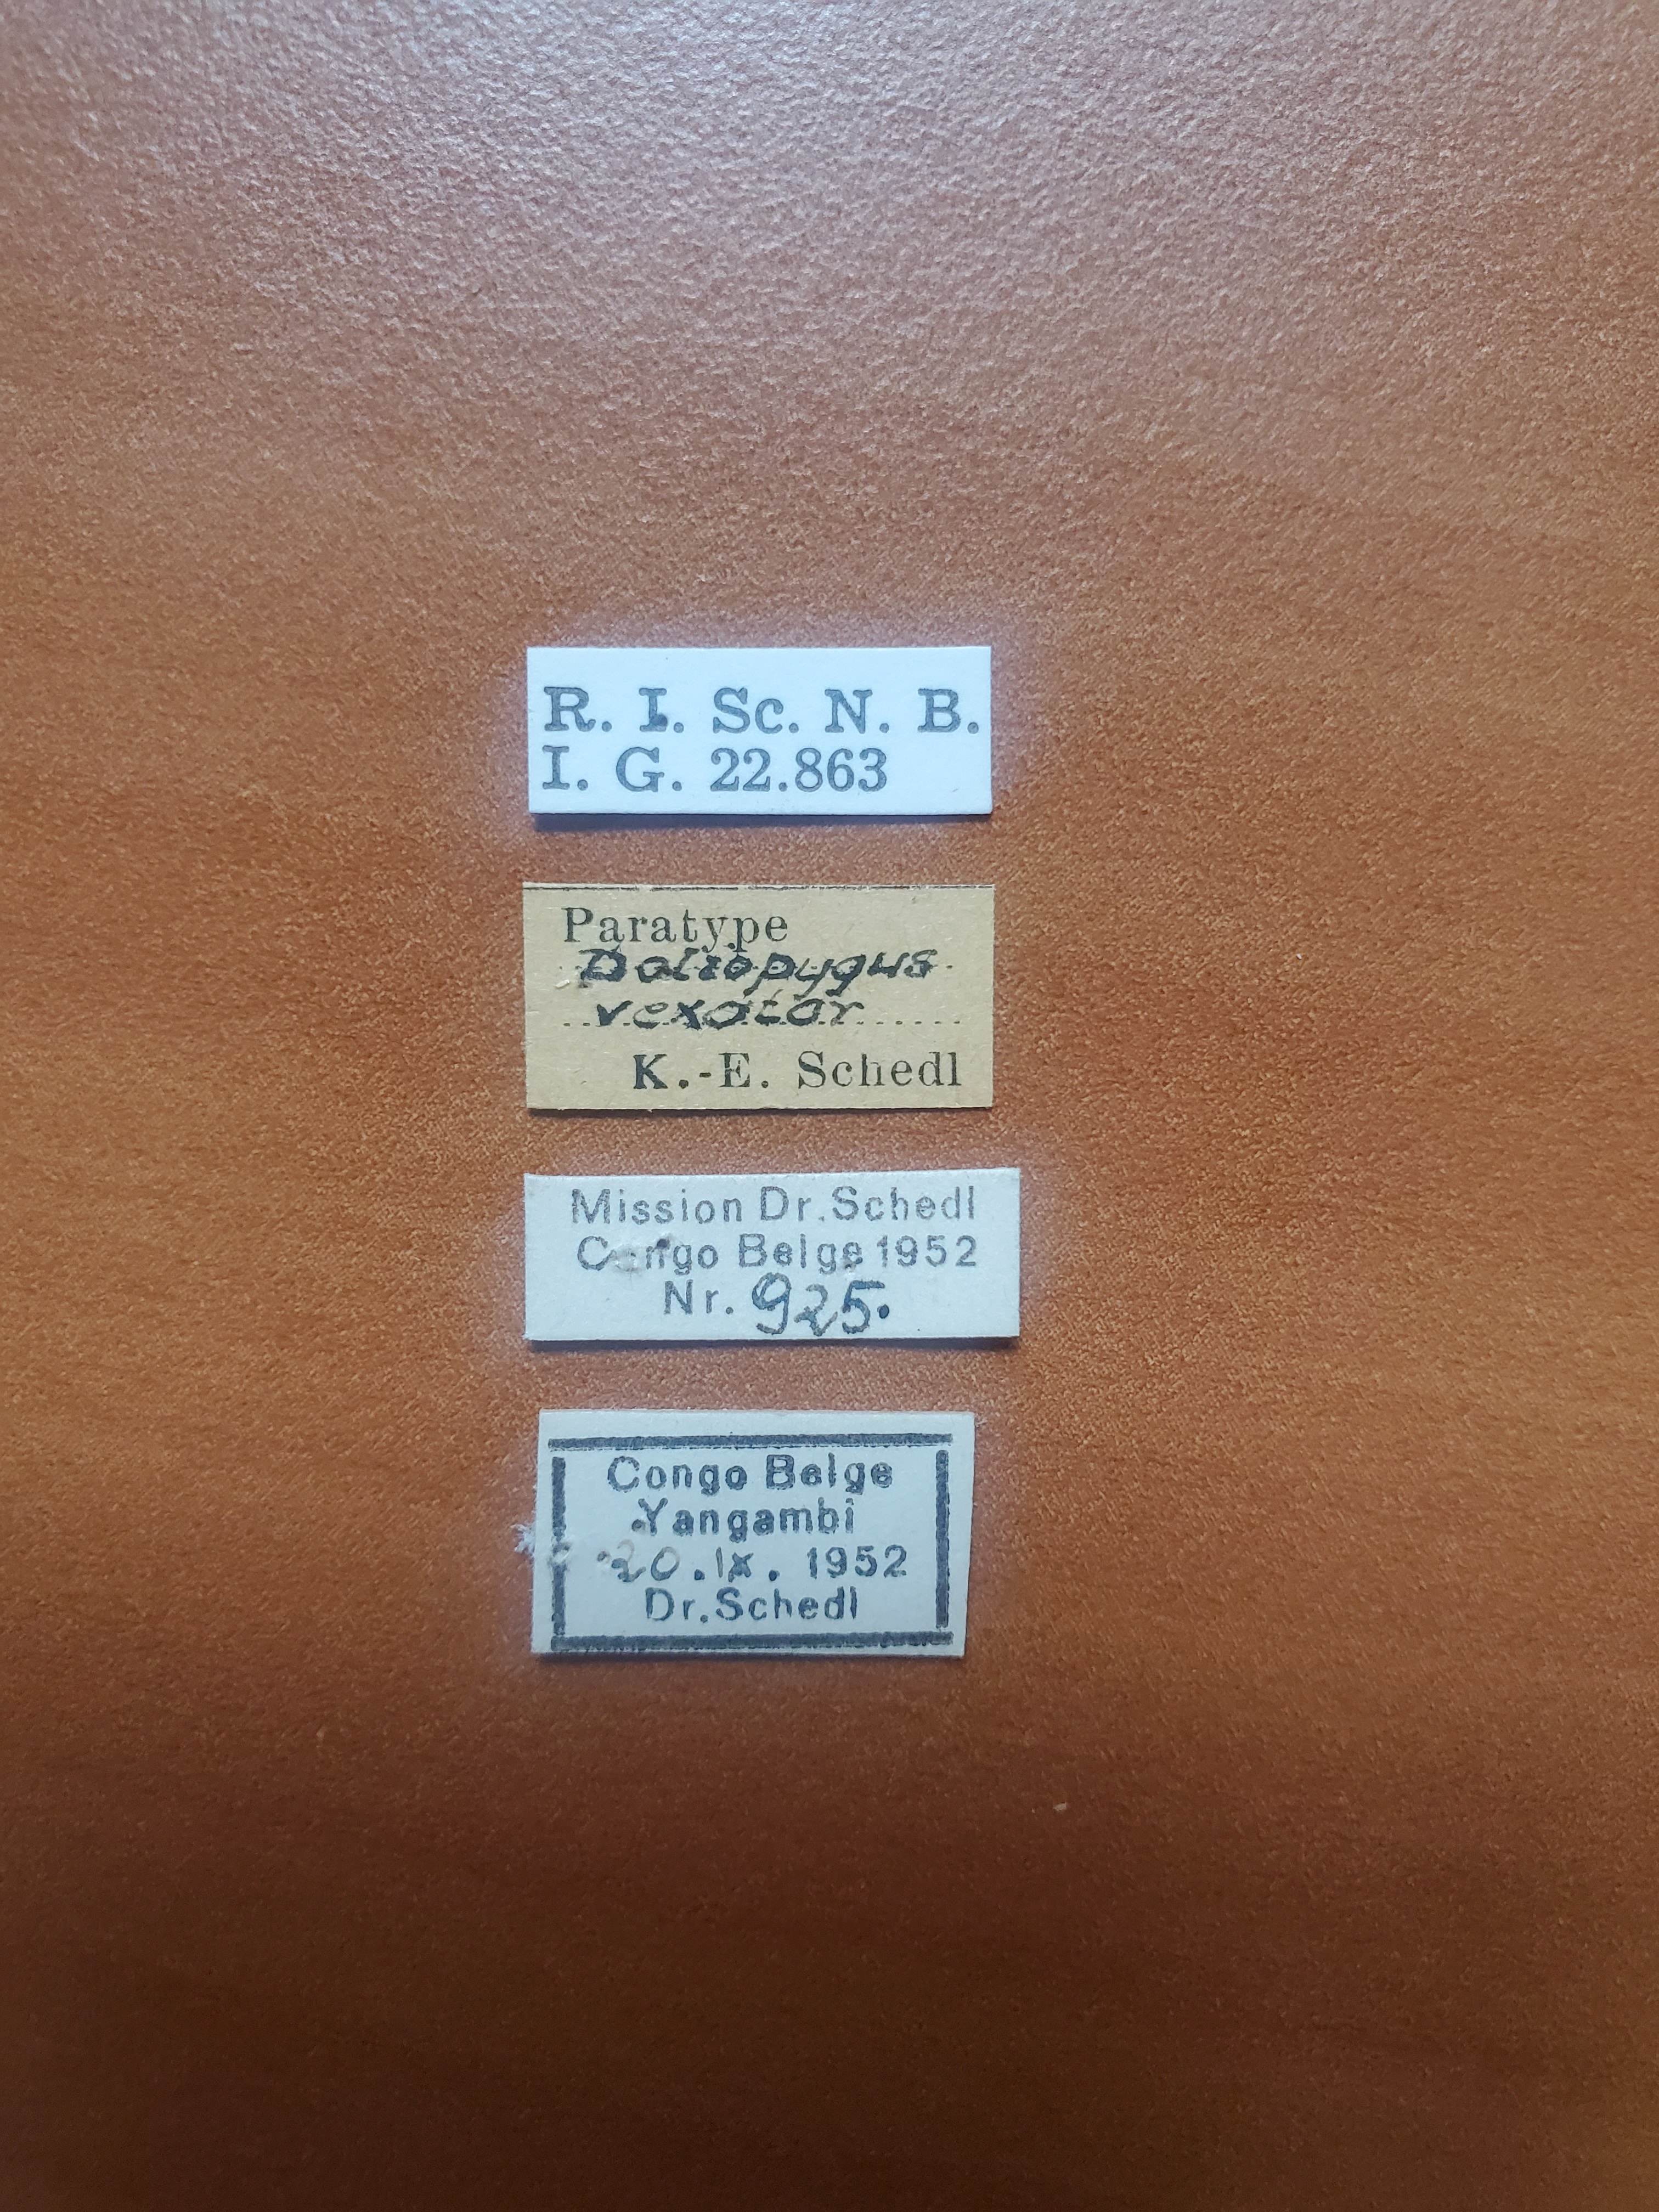 R. I. Sc. N. B.
I. G. 22.863
Paratype
Doliopygus
vexator
K.-E. Schedl
Mission Dr. Schedl
Congo Belge 1952
Nr. 925.
Congo Belge
Yangambi
20.IX. 1952
Dr. Schedl